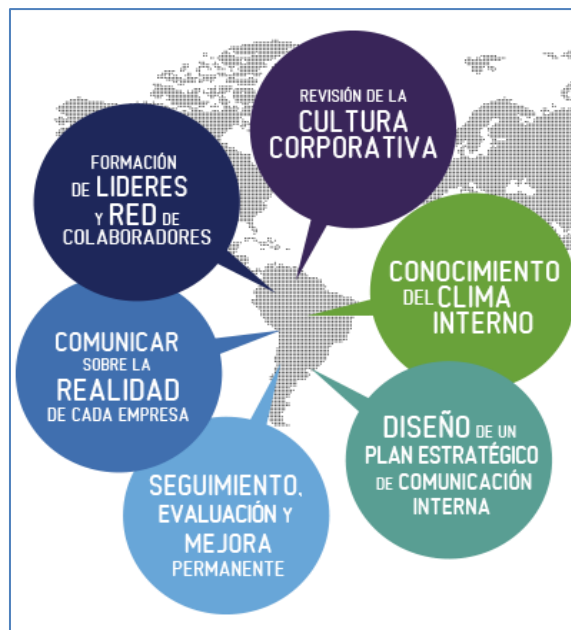 REVISIÓN DE LA
CULTURA
CORPORATIVA
FORMACIÓN
DE LIDERES
Y RED DE
COLABORADORES
CONOCIMIENTO
DEL CLIMA
INTERNO
COMUNICAR
SOBRE LA
REALIDAD
DE CADA EMPRESA
DISEÑO DE UN
PLAN ESTRATÉGICO
DE COMUNICACIÓN
INTERNA
SEGUIMIENTO,
EVALUACIÓN Y
MEJORA
PERMANENTE